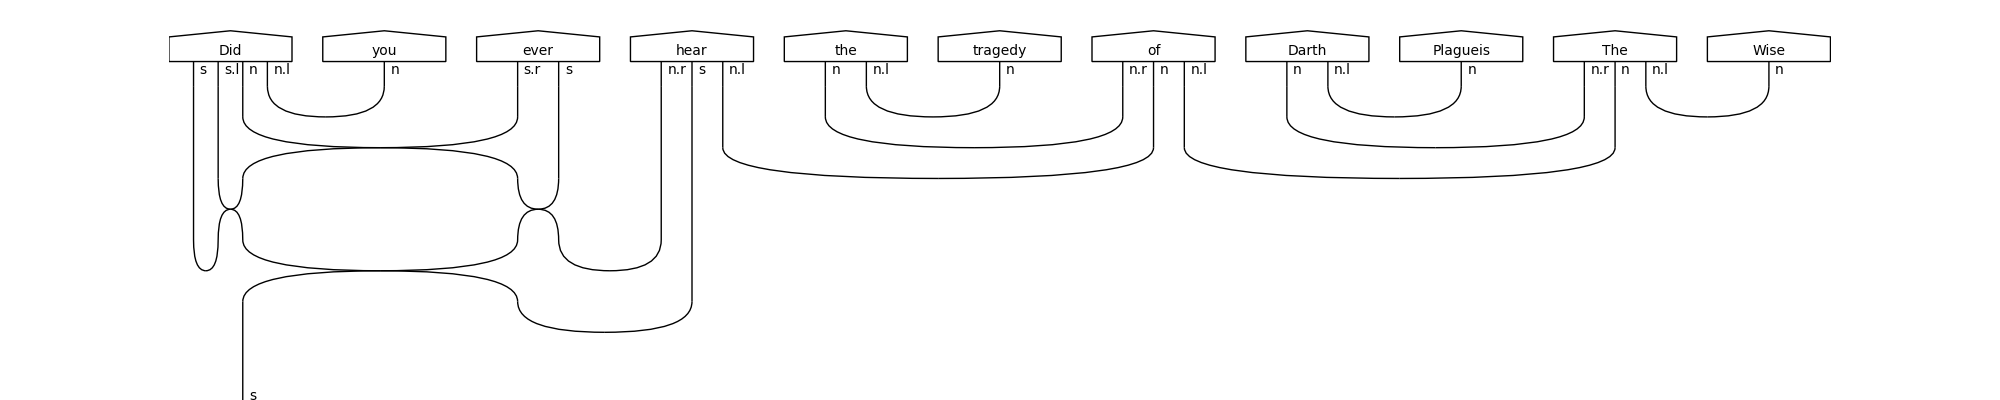 Did you ever hear the tragedy of Darth Plagueis The Wise
s s.l n n.l n s.r s n.r s n.l n n.l n n.r n n.l n n.l n n.r n n.l n
s